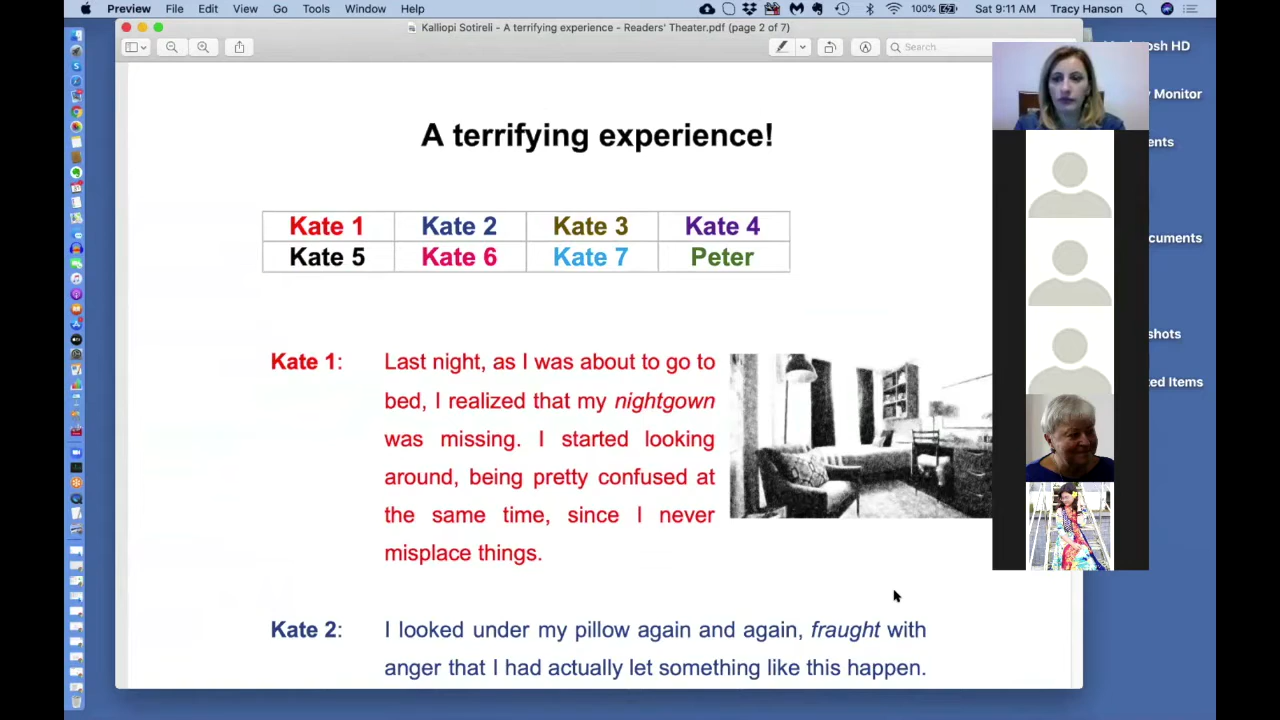 Preview File Edit View Go Tools Window Help 100% Sat 9:11 AM Tracy Hanson
Kalliopi Sotireli - A terrifying experience - Readers' Theater.pdf (page 2 of 7)
Search
sh HD
Monitor
ents
cuments
shots
ed Items
A terrifying experience!
Kate 1 Kate 2 Kate 3 Kate 4
Kate 5 Kate 6 Kate 7 Peter
Kate 1: Last night, as I was about to go to
bed, I realized that my nightgown
was missing. I started looking
around, being pretty confused at
the same time, since I never
misplace things.
Kate 2: I looked under my pillow again and again, fraught with
anger that I had actually let something like this happen.